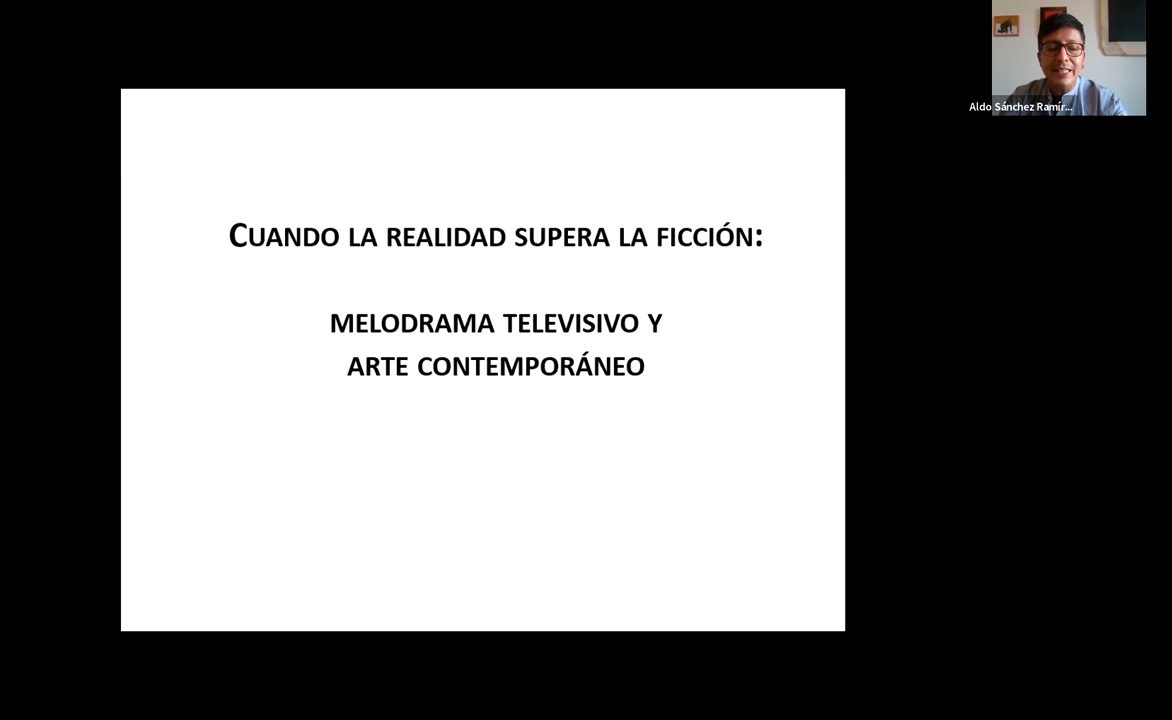 CUANDO LA REALIDAD SUPERA LA FICCIÓN:
MELODRAMA TELEVISIVO Y
ARTE CONTEMPORÁNEO
Aldo Sánchez Ramír...